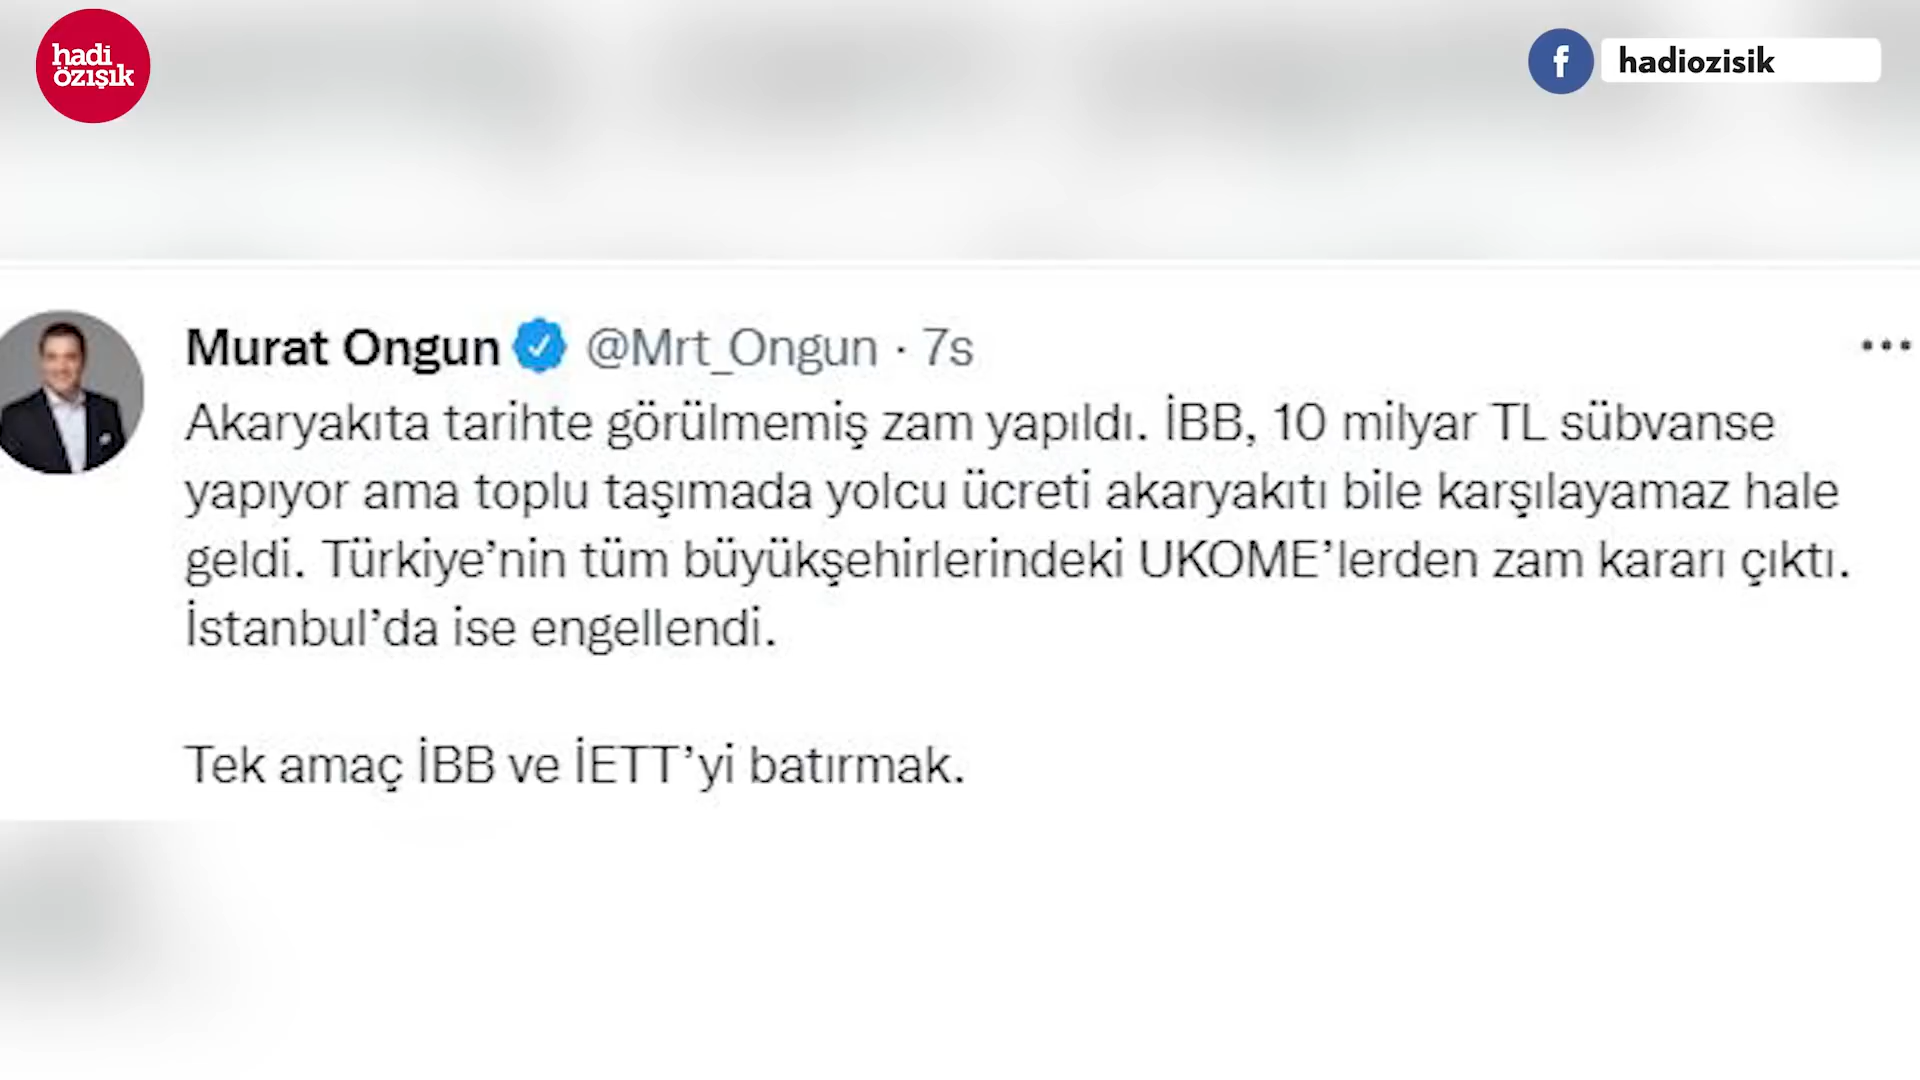 hadi
özışık
hadiozisik
Murat Ongun @Mrt_Ongun · 7s
Akaryakıta tarihte görülmemiş zam yapıldı. İBB, 10 milyar TL sübvanse
yapıyor ama toplu taşımada yolcu ücreti akaryakıtı bile karşılayamaz hale
geldi. Türkiye’nin tüm büyükşehirlerindeki UKOME’lerden zam kararı çıktı.
İstanbul’da ise engellendi.
Tek amaç İBB ve İETT’yi batırmak.